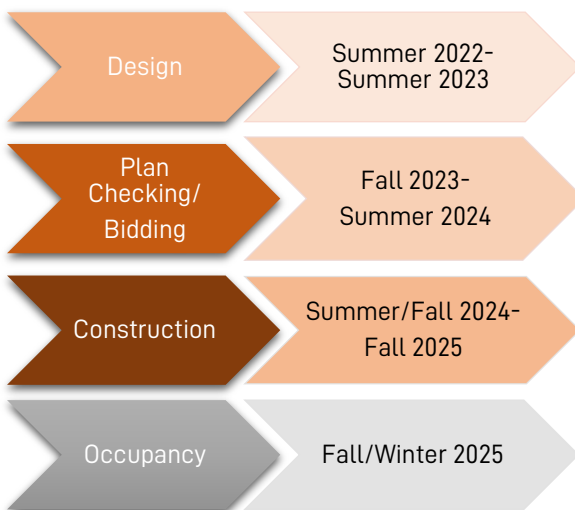 Design
Summer 2022-
Summer 2023
Plan
Checking/
Bidding
Fall 2023-
Summer 2024
Construction
Summer/Fall 2024-
Fall 2025
Occupancy
Fall/Winter 2025